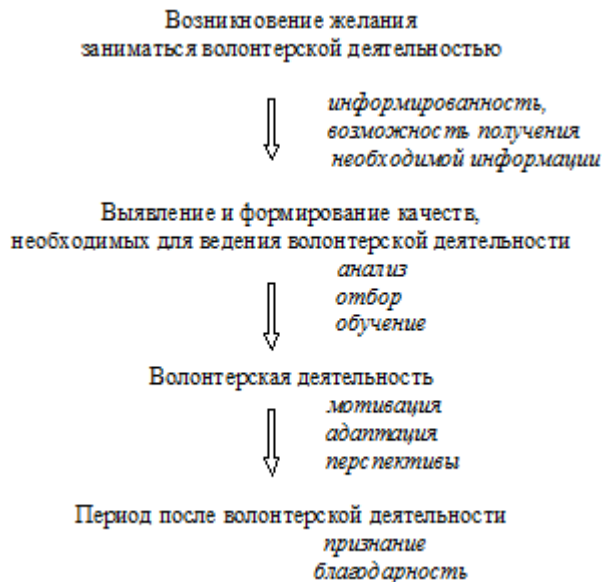 Возникновение желания
заниматься волонтерской деятельностью
информированность,
возможность получения
необходимой информации
Выявление и формирование качеств,
необходимых для ведения волонтерской деятельности
анализ
отбор
обучение
Волонтерская деятельность
мотивация
адаптация
перспективы
Период после волонтерской деятельности
признание
благодарность